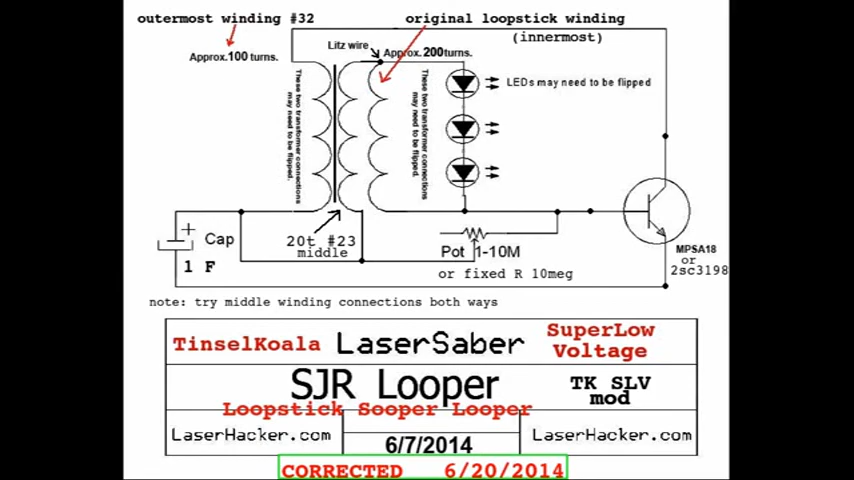 outermost winding #32
original loopstick winding
(innermost)
Litz wire
Approx.100 turns.
Approx. 200turns.
These two transformer connections
may need to be flipped.
These two transformer connections
may need to be flipped.
LEDs may need to be flipped
+
Cap
1 F
20t #23
middle
Pot 1-10M
or fixed R 10meg
MPSA18
or
2sc3198
note: try middle winding connections both ways
TinselKoala
LaserSaber
SuperLow
Voltage
SJR Looper
TK SLV
mod
Loopstick Sooper Looper
LaserHacker.com
6/7/2014
LaserHacker.com
CORRECTED 6/20/2014